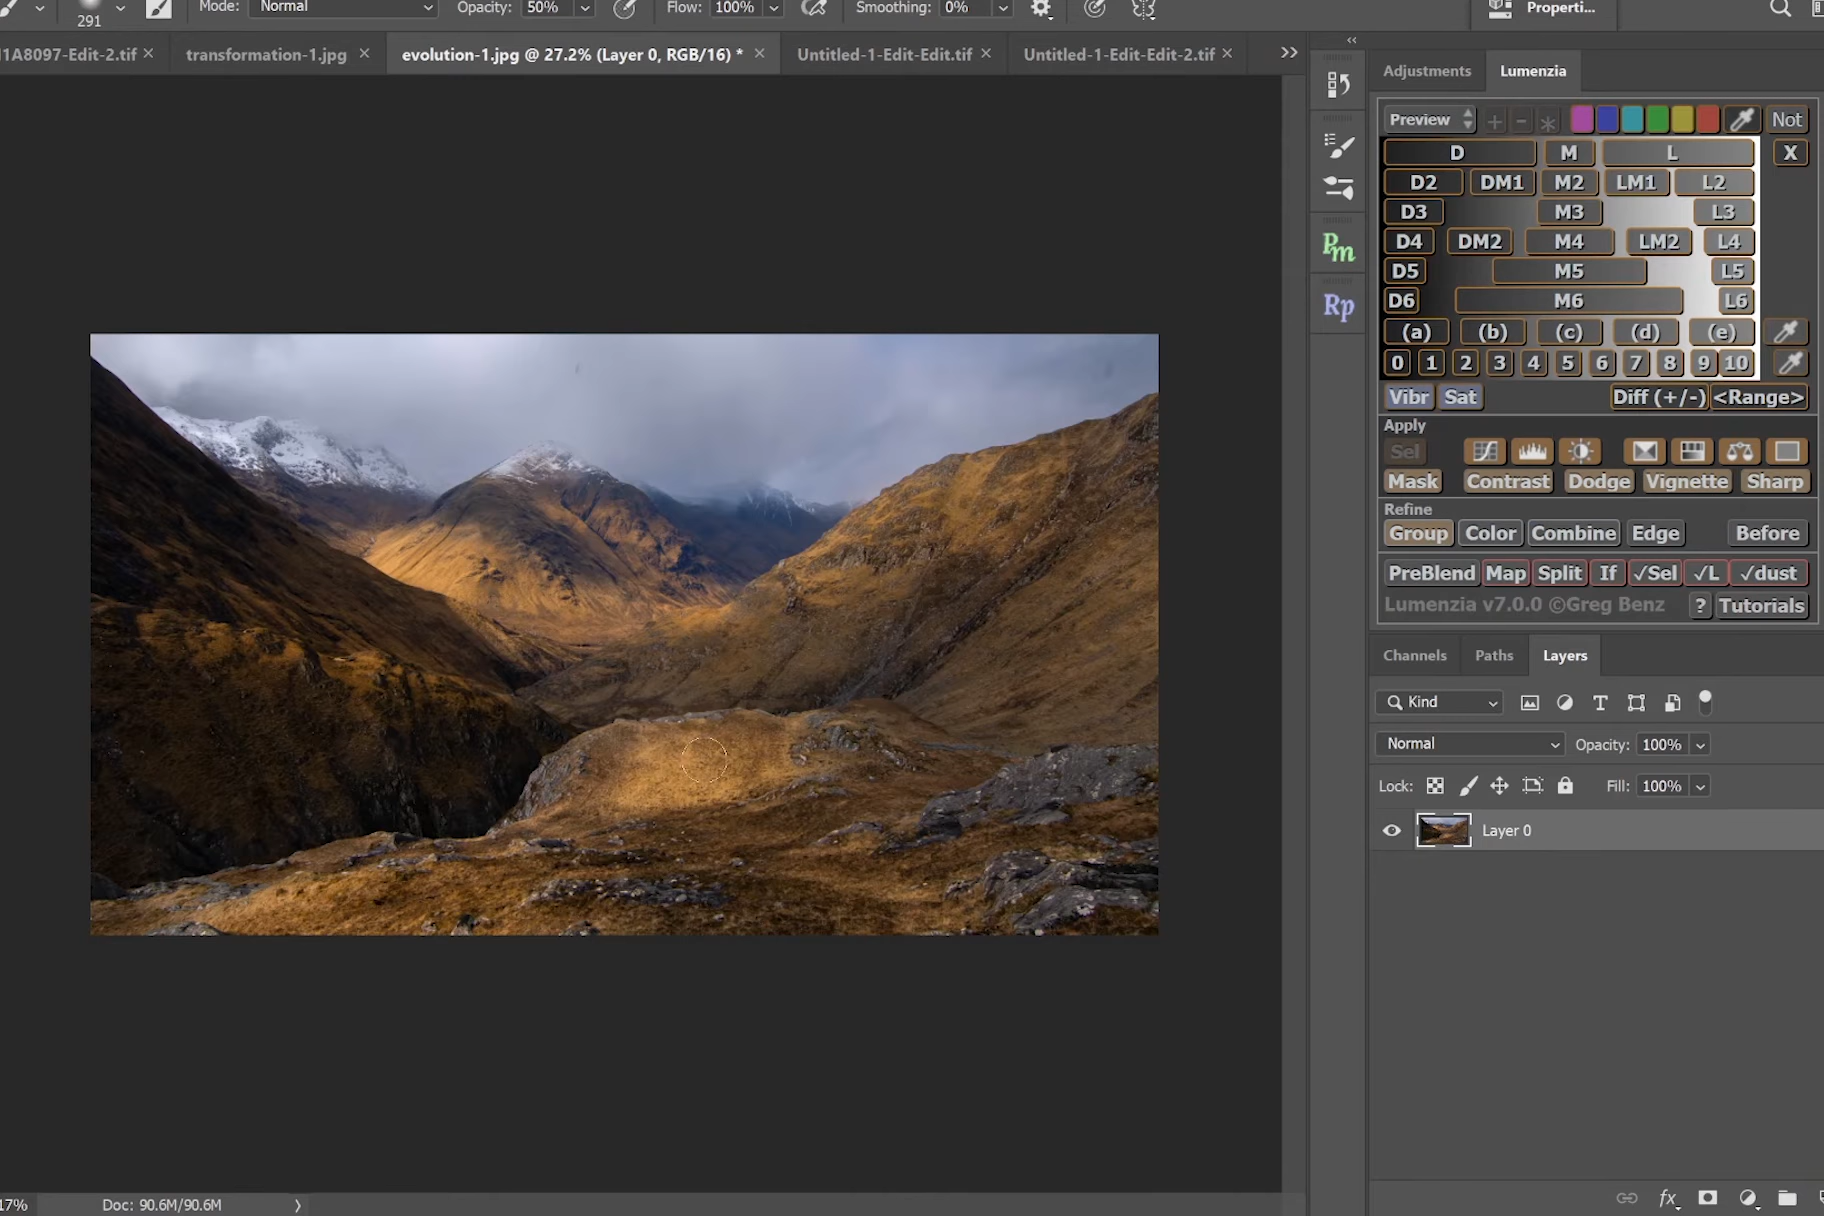 291
Mode: Normal Opacity: 50% Flow: 100% Smoothing: 0% Properti...
1A8097-Edit-2.tif × transformation-1.jpg × evolution-1.jpg @ 27.2% (Layer 0, RGB/16) * × Untitled-1-Edit-Edit.tif × Untitled-1-Edit-Edit-2.tif × >>
Pm
Rp
Adjustments Lumenzia
Preview + - * Not
D M L X
D2 DM1 M2 LM1 L2
D3 M3 L3
D4 DM2 M4 LM2 L4
D5 M5 L5
D6 M6 L6
(a) (b) (c) (d) (e)
0 1 2 3 4 5 6 7 8 9 10
Vibr Sat Diff (+/-) <Range>
Apply
Sel
Mask Contrast Dodge Vignette Sharp
Refine
Group Color Combine Edge Before
PreBlend Map Split If √Sel √L √dust
Lumenzia v7.0.0 ©Greg Benz ? Tutorials
Channels Paths Layers
Kind
Normal Opacity: 100%
Lock: Fill: 100%
Layer 0
17% Doc: 90.6M/90.6M
fx